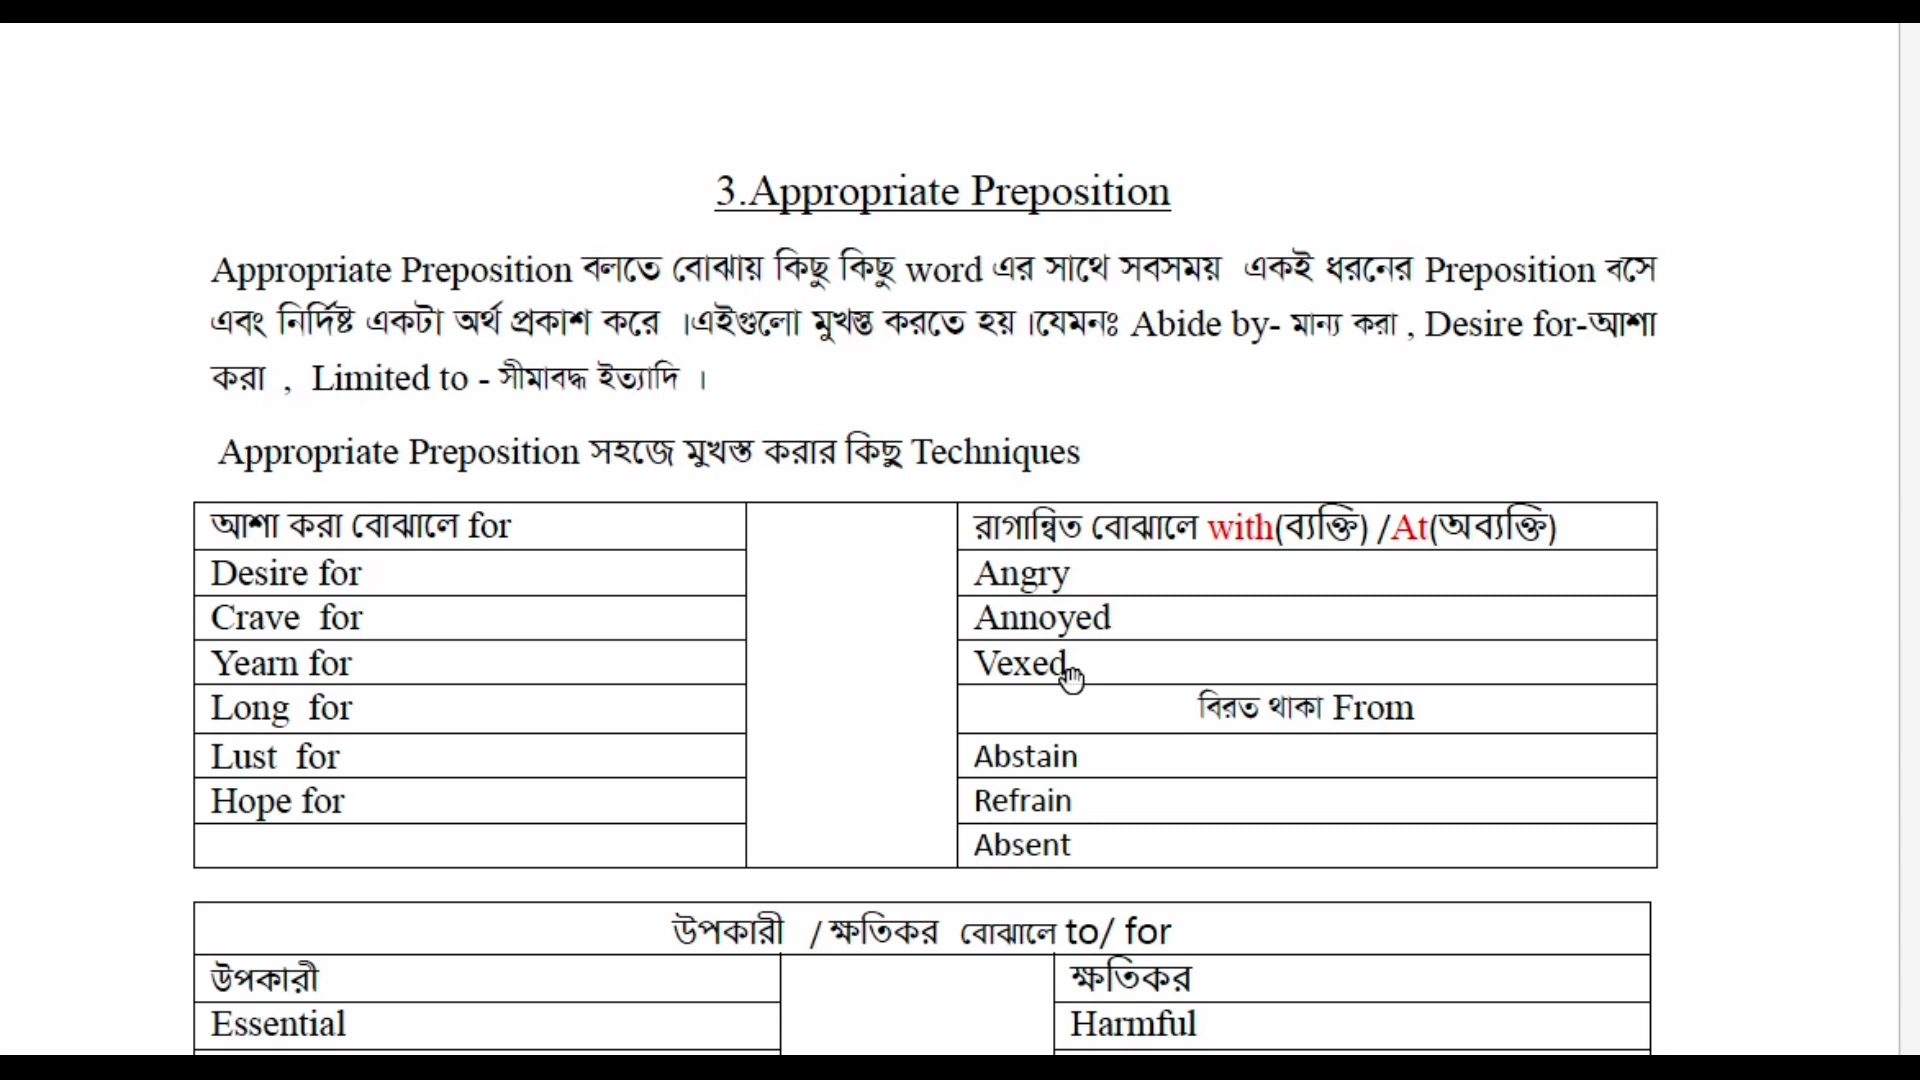 3.Appropriate Preposition
Appropriate Preposition বলতে বোঝায় কিছু কিছু word এর সাথে সবসময় একই ধরনের Preposition বসে
এবং নির্দিষ্ট একটা অর্থ প্রকাশ করে ।এইগুলো মুখস্ত করতে হয়।যেমনঃ Abide by- মান্য করা , Desire for-আশা
করা , Limited to - সীমাবদ্ধ ইত্যাদি ।
Appropriate Preposition সহজে মুখস্ত করার কিছু Techniques
আশা করা বোঝালে for
Desire for
Crave for
Yearn for
Long for
Lust for
Hope for
রাগান্বিত বোঝালে with(ব্যক্তি) /At(অব্যক্তি)
Angry
Annoyed
Vexed
বিরত থাকা From
Abstain
Refrain
Absent
উপকারী / ক্ষতিকর বোঝালে to/ for
উপকারী
Essential
ক্ষতিকর
Harmful